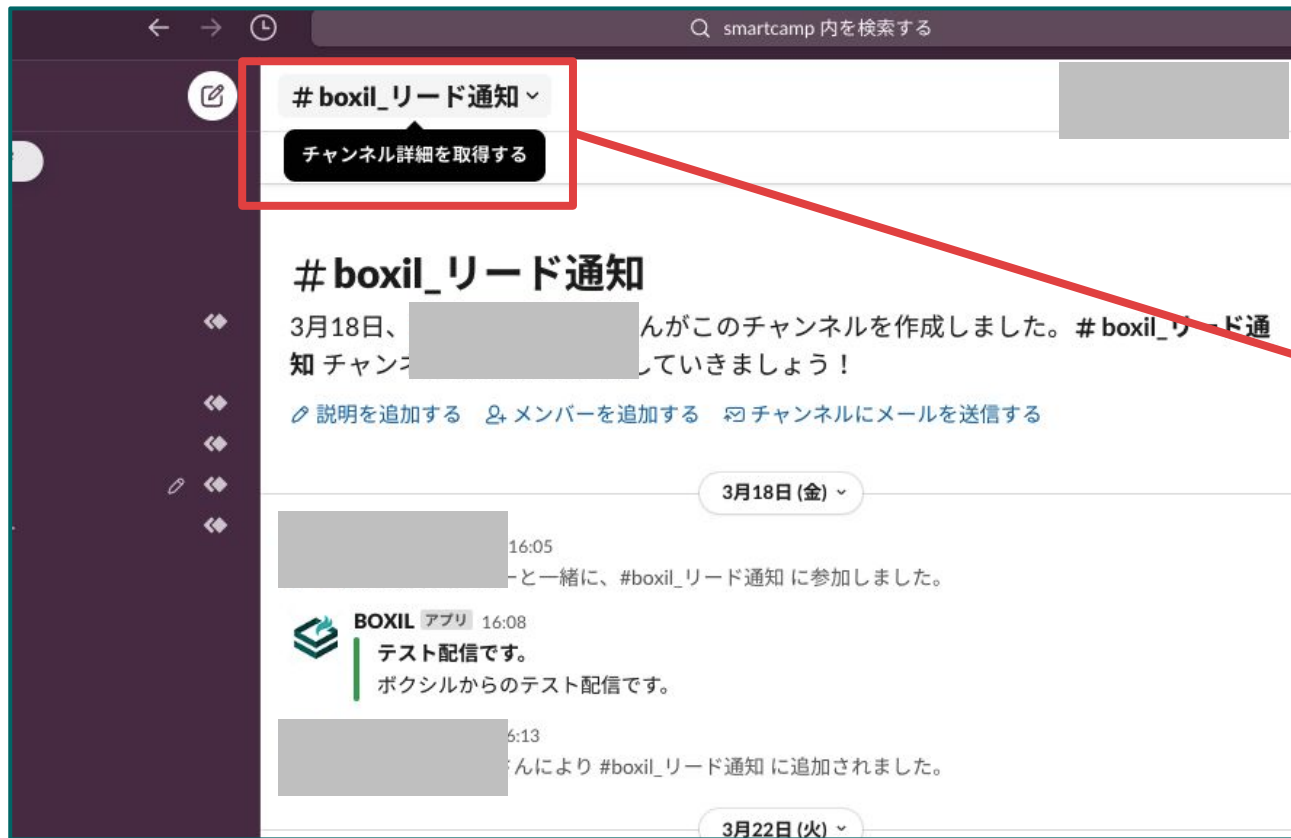 smartcamp 内を検索する
# boxil_リード通知
チャンネル詳細を取得する
# boxil_リード通知
3月18日、 んがこのチャンネルを作成しました。# boxil_リード通
知 チャンネ していきましょう！
説明を追加する メンバーを追加する チャンネルにメールを送信する
3月18日 (金)
16:05
ーと一緒に、#boxil_リード通知 に参加しました。
BOXIL アプリ 16:08
テスト配信です。
ボクシルからのテスト配信です。
6:13
さんにより #boxil_リード通知 に追加されました。
3月22日 (火)